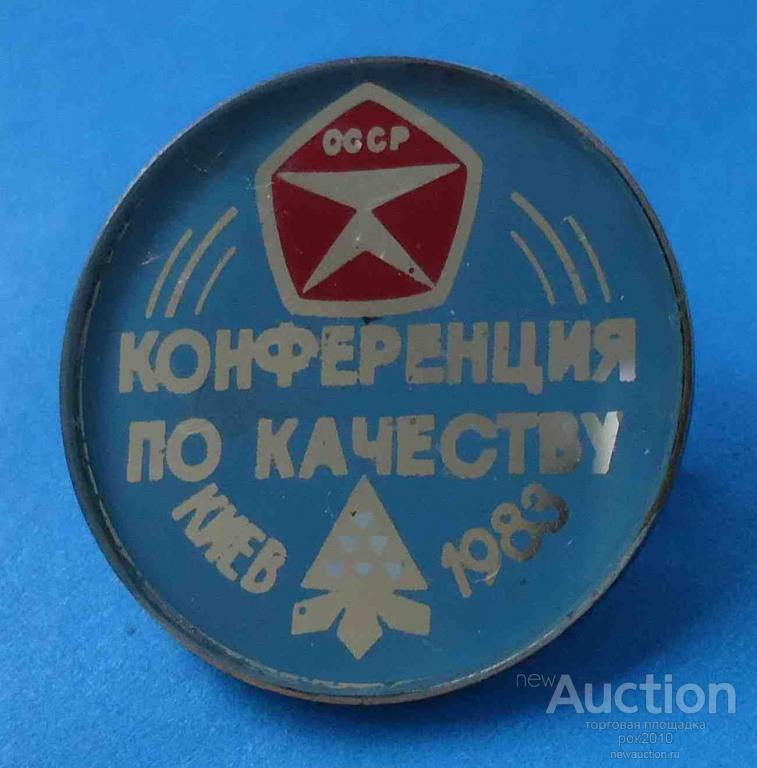 СССР
КОНФЕРЕНЦИЯ
ПО КАЧЕСТВУ
КИЕВ 1983
newAuction
торговая площадка
рок2010
newauction.ru